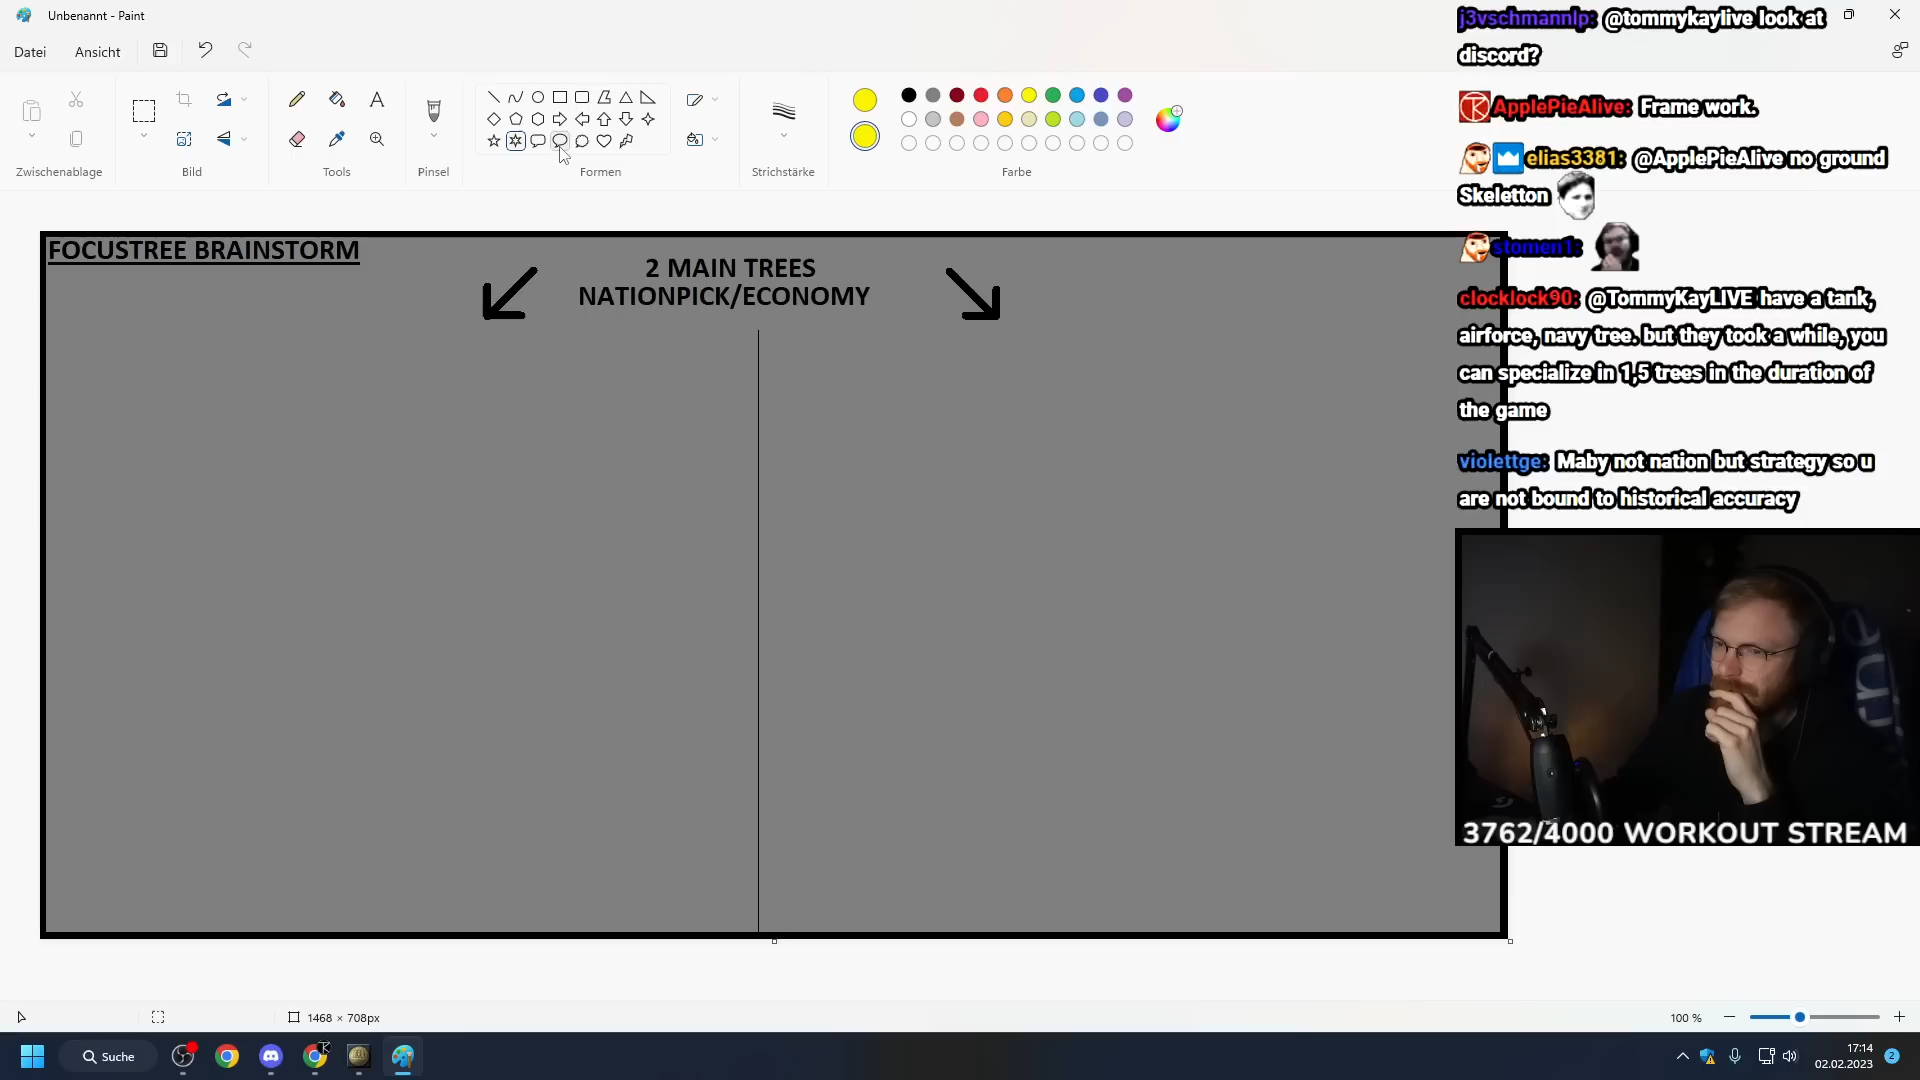 Unbenannt - Paint
Datei
Ansicht
Zwischenablage
Bild
Tools
Pinsel
Formen
Strichstärke
Farbe
FOCUSTREE BRAINSTORM
2 MAIN TREES
NATIONPICK/ECONOMY
j3vschmannlp: @tommykaylive look at
discord?
ApplePieAlive: Frame work.
elias3381: @ApplePieAlive no ground
Skeletton
stomen1:
clocklock90: @TommyKayLIVE have a tank,
airforce, navy tree. but they took a while, you
can specialize in 1,5 trees in the duration of
the game
violettge: Maby not nation but strategy so u
are not bound to historical accuracy
3762/4000 WORKOUT STREAM
1468 × 708px
100 %
Suche
17:14
02.02.2023
2